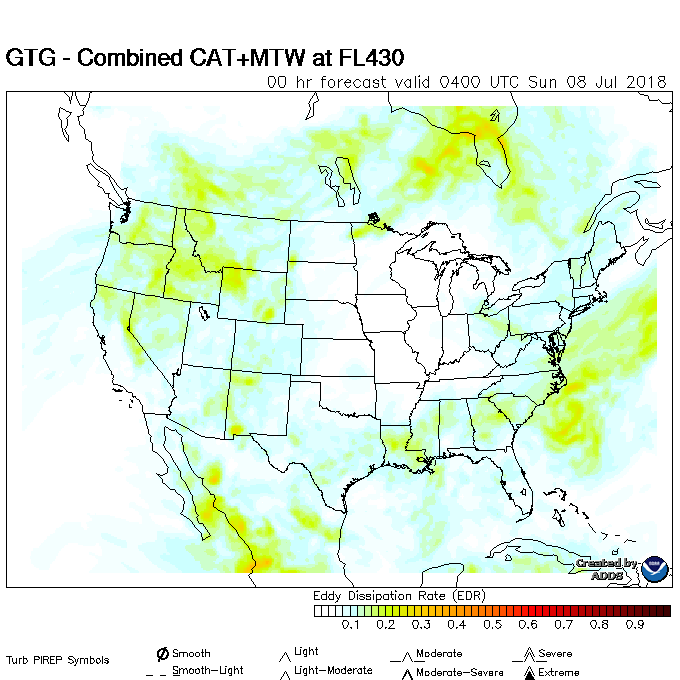 GTG - Combined CAT+MTW at FL430
00 hr forecast valid 0400 UTC Sun 08 Jul 2018
Created by
ADDS
Eddy Dissipation Rate (EDR)
0.1 0.2 0.3 0.4 0.5 0.6 0.7 0.8 0.9
Turb PIREP Symbols
Smooth Light Moderate Severe
Smooth-Light Light-Moderate Moderate-Severe Extreme